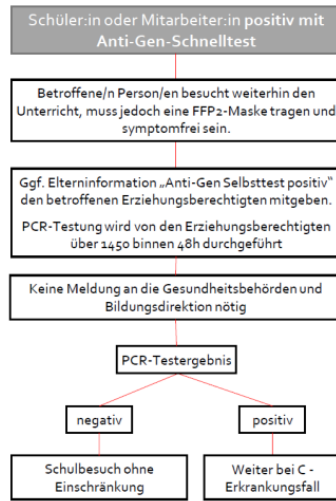 Schüler:in oder Mitarbeiter:in positiv mit
Anti-Gen-Schnelltest
Betroffene/n Person/en besucht weiterhin den
Unterricht, muss jedoch eine FFP2-Maske tragen und
symptomfrei sein.
Ggf. Elterninformation „Anti-Gen Selbsttest positiv“
den betroffenen Erziehungsberechtigten mitgeben.
PCR-Testung wird von den Erziehungsberechtigten
über 1450 binnen 48h durchgeführt
Keine Meldung an die Gesundheitsbehörden und
Bildungsdirektion nötig
PCR-Testergebnis
negativ
positiv
Schulbesuch ohne
Einschränkung
Weiter bei C -
Erkrankungsfall